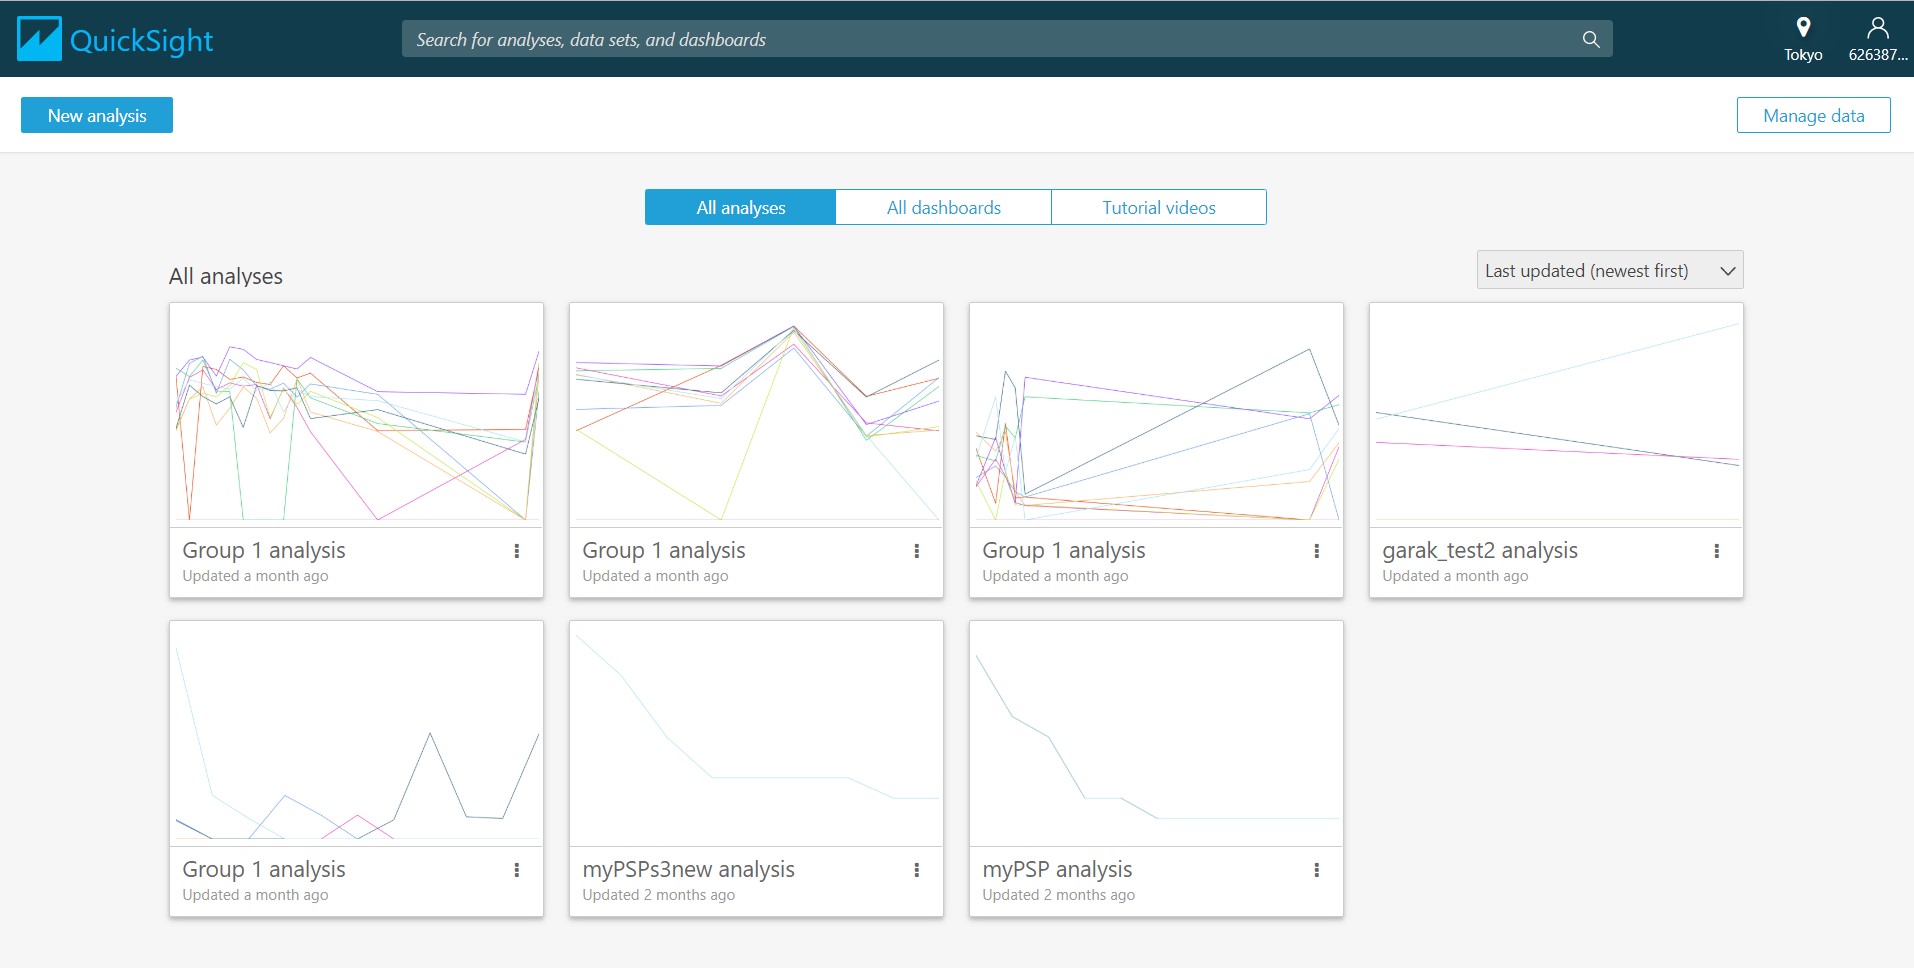 QuickSight
Search for analyses, data sets, and dashboards
Tokyo
626387...
New analysis
Manage data
All analyses
All dashboards
Tutorial videos
All analyses
Last updated (newest first)
Group 1 analysis
Updated a month ago
Group 1 analysis
Updated a month ago
Group 1 analysis
Updated a month ago
garak_test2 analysis
Updated a month ago
Group 1 analysis
Updated a month ago
myPSPs3new analysis
Updated 2 months ago
myPSP analysis
Updated 2 months ago